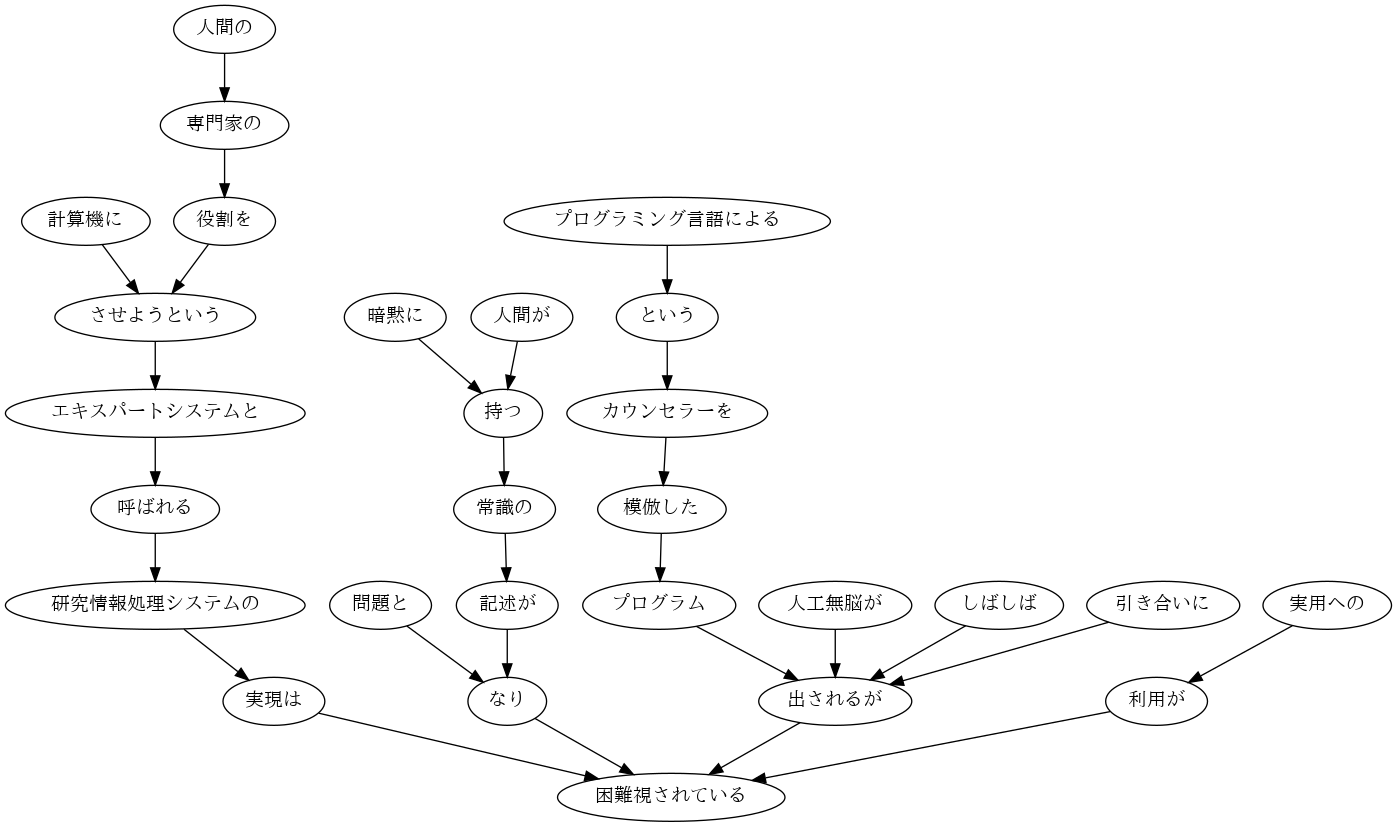 人間の
専門家の
計算機に
役割を
プログラミング言語による
させようという
暗黙に
人間が
という
エキスパートシステムと
持つ
カウンセラーを
呼ばれる
常識の
模倣した
研究情報処理システムの
問題と
記述が
プログラム
人工無脳が
しばしば
引き合いに
実用への
実現は
なり
出されるが
利用が
困難視されている